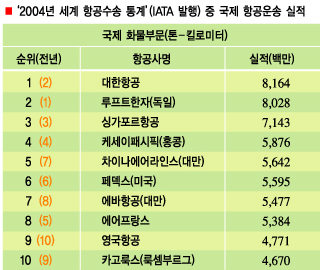 ■ '2004년 세계 항공수송 통계'(IATA 발행) 중 국제 항공운송 실적
국제 화물부문(톤-킬로미터)
순위(전년) 항공사명 실적(백만)
1 (2) 대한항공 8,164
2 (1) 루프트한자(독일) 8,028
3 (3) 싱가포르항공 7,143
4 (4) 케세이패시픽(홍콩) 5,876
5 (7) 차이나에어라인스(대만) 5,642
6 (6) 페덱스(미국) 5,595
7 (8) 에바항공(대만) 5,477
8 (5) 에어프랑스 5,384
9 (10) 영국항공 4,771
10 (9) 카고룩스(룩셈부르그) 4,670